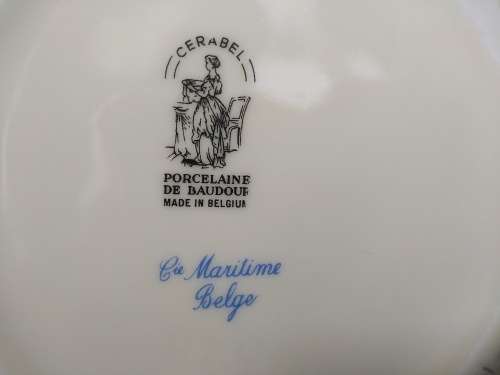 CERABEL
PORCELAINE
DE BAUDOUR
MADE IN BELGIUM
Cie Maritime
Belge